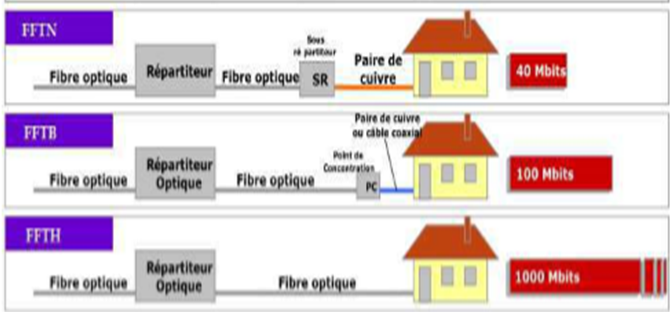 FFTN
Sous
ré partiteur
Fibre optique
Répartiteur
Fibre optique
SR
Paire de
cuivre
40 Mbits
FFTB
Paire de cuivre
ou câble coaxial
Fibre optique
Répartiteur
Optique
Fibre optique
Point de
Concentration
PC
100 Mbits
FFTH
Fibre optique
Répartiteur
Optique
Fibre optique
1000 Mbits